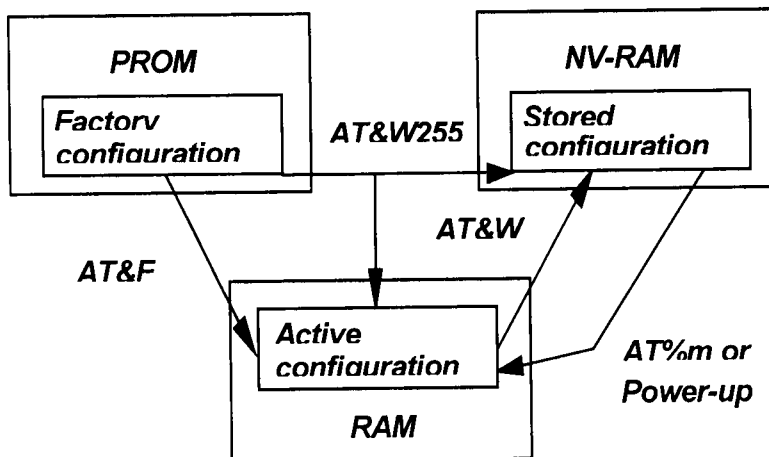 PROM
NV-RAM
Factory
configuration
AT&W255
Stored
configuration
AT&F
AT&W
Active
configuration
AT%m or
Power-up
RAM